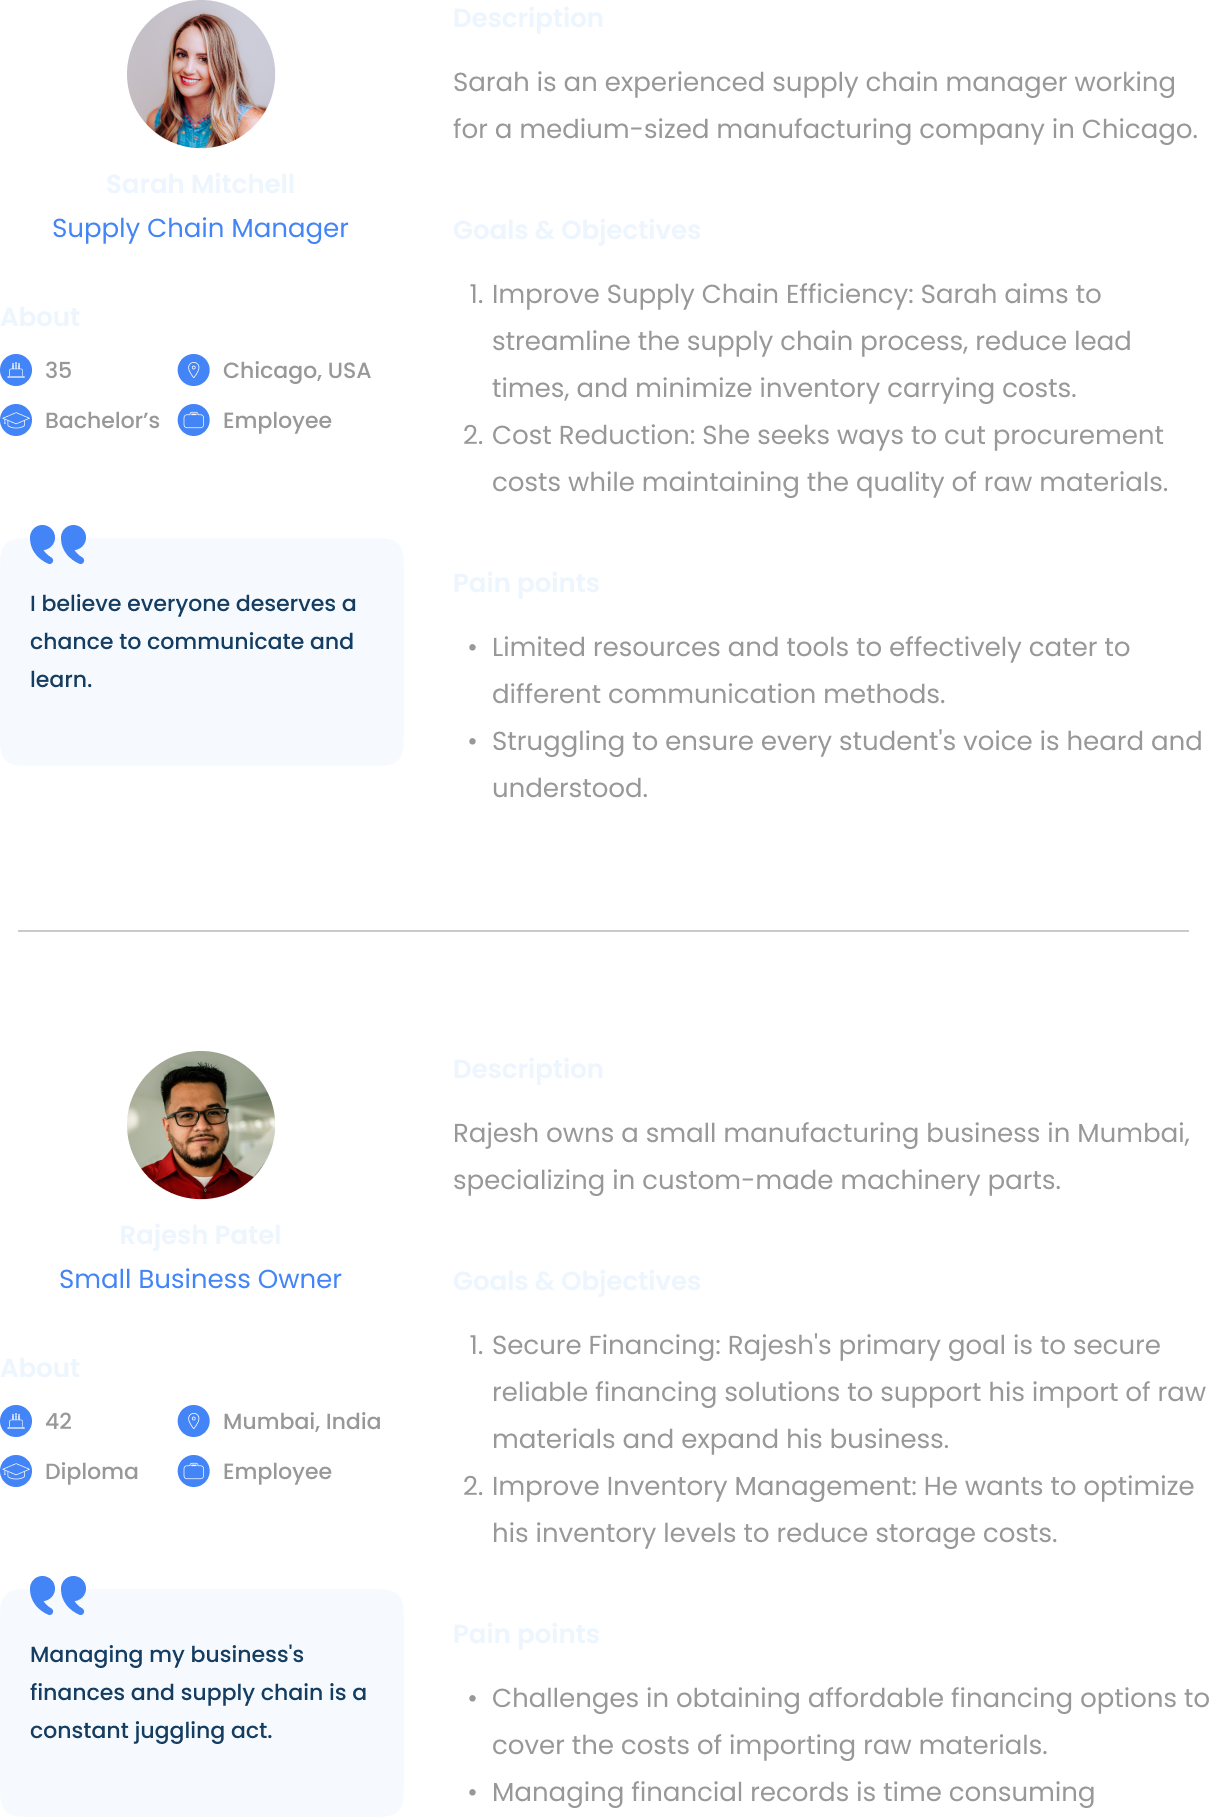 Sarah Mitchell
Supply Chain Manager
About
35
Chicago, USA
Bachelor’s
Employee
I believe everyone deserves a
chance to communicate and
learn.
Description
Sarah is an experienced supply chain manager working
for a medium-sized manufacturing company in Chicago.
Goals & Objectives
1. Improve Supply Chain Efficiency: Sarah aims to
streamline the supply chain process, reduce lead
times, and minimize inventory carrying costs.
2. Cost Reduction: She seeks ways to cut procurement
costs while maintaining the quality of raw materials.
Pain points
• Limited resources and tools to effectively cater to
different communication methods.
• Struggling to ensure every student's voice is heard and
understood.
Rajesh Patel
Small Business Owner
About
42
Mumbai, India
Diploma
Employee
Managing my business's
finances and supply chain is a
constant juggling act.
Description
Rajesh owns a small manufacturing business in Mumbai,
specializing in custom-made machinery parts.
Goals & Objectives
1. Secure Financing: Rajesh's primary goal is to secure
reliable financing solutions to support his import of raw
materials and expand his business.
2. Improve Inventory Management: He wants to optimize
his inventory levels to reduce storage costs.
Pain points
• Challenges in obtaining affordable financing options to
cover the costs of importing raw materials.
• Managing financial records is time consuming